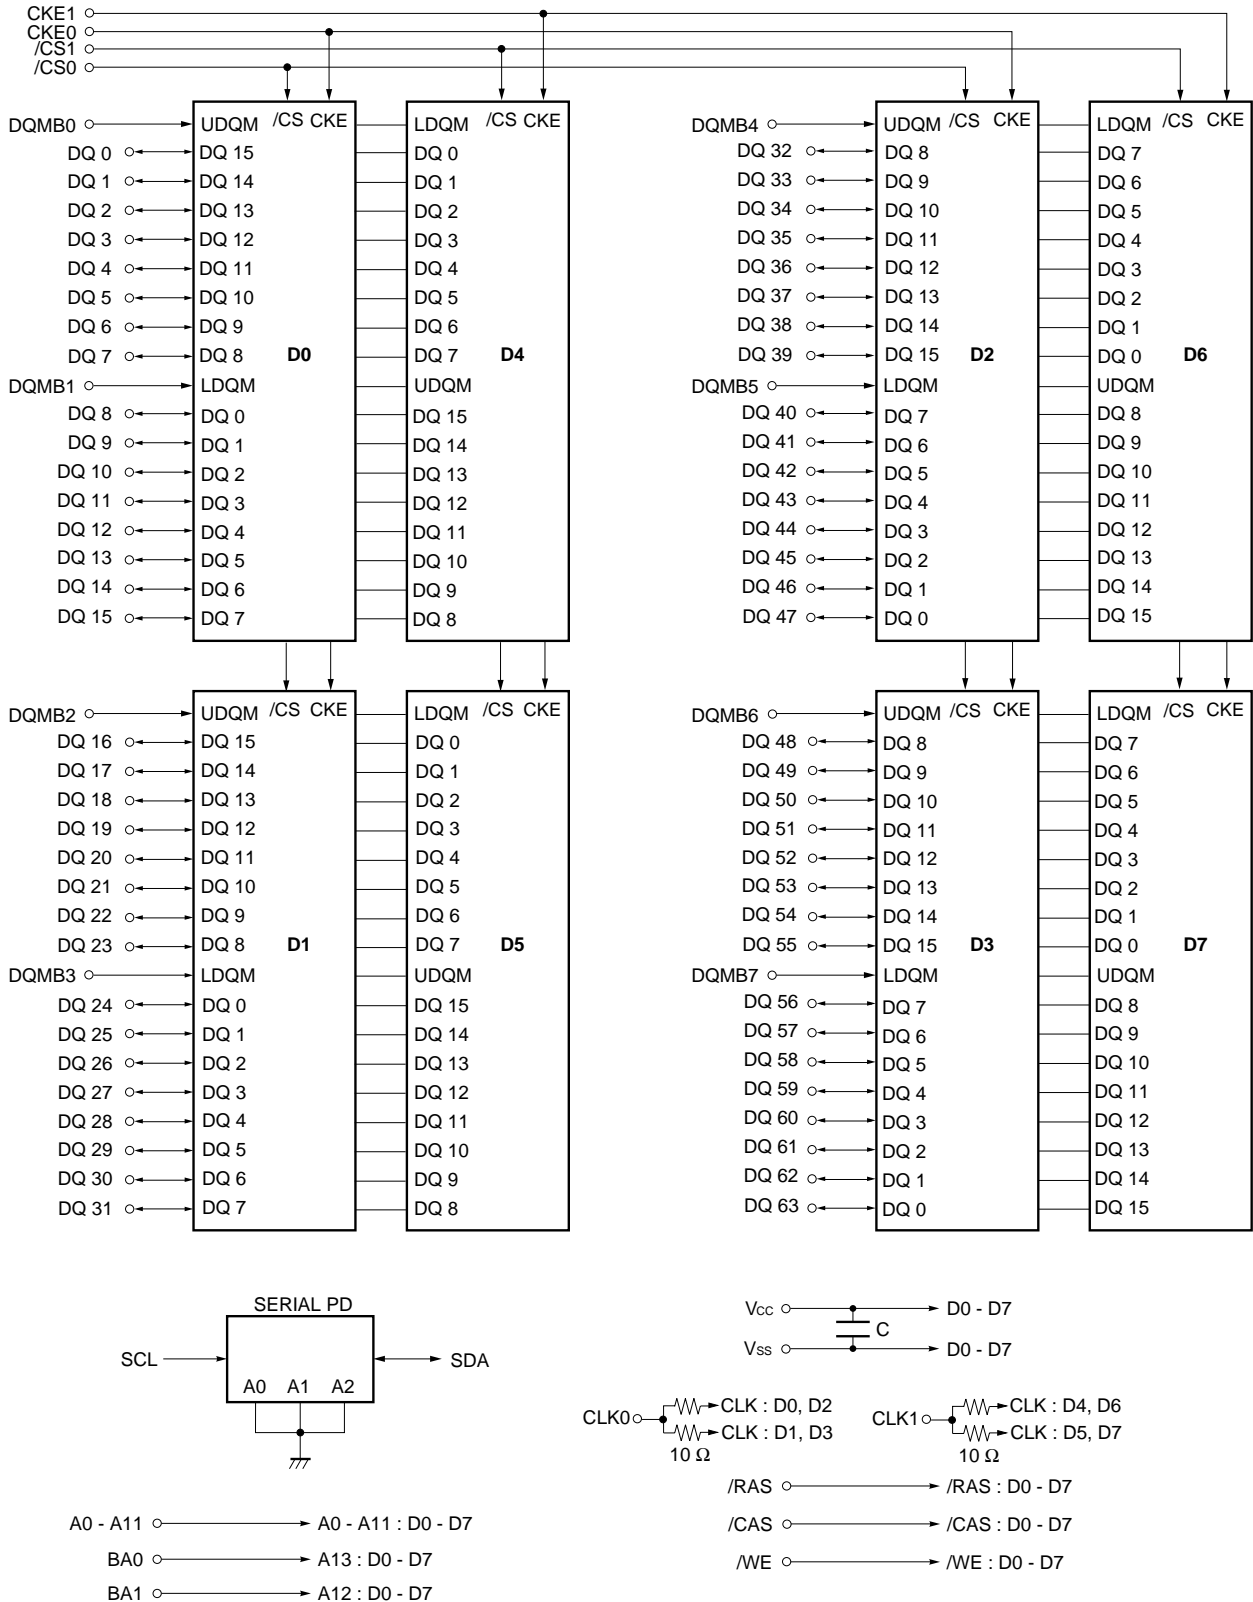 CKE1
CKE0
/CS1
/CS0
DQMB0 UDQM /CS CKE LDQM /CS CKE
DQ 0 DQ 15 DQ 0
DQ 1 DQ 14 DQ 1
DQ 2 DQ 13 DQ 2
DQ 3 DQ 12 DQ 3
DQ 4 DQ 11 DQ 4
DQ 5 DQ 10 DQ 5
DQ 6 DQ 9 DQ 6
DQ 7 DQ 8 D0 DQ 7 D4
DQMB1 LDQM UDQM
DQ 8 DQ 0 DQ 15
DQ 9 DQ 1 DQ 14
DQ 10 DQ 2 DQ 13
DQ 11 DQ 3 DQ 12
DQ 12 DQ 4 DQ 11
DQ 13 DQ 5 DQ 10
DQ 14 DQ 6 DQ 9
DQ 15 DQ 7 DQ 8
DQMB4 UDQM /CS CKE LDQM /CS CKE
DQ 32 DQ 8 DQ 7
DQ 33 DQ 9 DQ 6
DQ 34 DQ 10 DQ 5
DQ 35 DQ 11 DQ 4
DQ 36 DQ 12 DQ 3
DQ 37 DQ 13 DQ 2
DQ 38 DQ 14 DQ 1
DQ 39 DQ 15 D2 DQ 0 D6
DQMB5 LDQM UDQM
DQ 40 DQ 7 DQ 8
DQ 41 DQ 6 DQ 9
DQ 42 DQ 5 DQ 10
DQ 43 DQ 4 DQ 11
DQ 44 DQ 3 DQ 12
DQ 45 DQ 2 DQ 13
DQ 46 DQ 1 DQ 14
DQ 47 DQ 0 DQ 15
DQMB2 UDQM /CS CKE LDQM /CS CKE
DQ 16 DQ 15 DQ 0
DQ 17 DQ 14 DQ 1
DQ 18 DQ 13 DQ 2
DQ 19 DQ 12 DQ 3
DQ 20 DQ 11 DQ 4
DQ 21 DQ 10 DQ 5
DQ 22 DQ 9 DQ 6
DQ 23 DQ 8 D1 DQ 7 D5
DQMB3 LDQM UDQM
DQ 24 DQ 0 DQ 15
DQ 25 DQ 1 DQ 14
DQ 26 DQ 2 DQ 13
DQ 27 DQ 3 DQ 12
DQ 28 DQ 4 DQ 11
DQ 29 DQ 5 DQ 10
DQ 30 DQ 6 DQ 9
DQ 31 DQ 7 DQ 8
DQMB6 UDQM /CS CKE LDQM /CS CKE
DQ 48 DQ 8 DQ 7
DQ 49 DQ 9 DQ 6
DQ 50 DQ 10 DQ 5
DQ 51 DQ 11 DQ 4
DQ 52 DQ 12 DQ 3
DQ 53 DQ 13 DQ 2
DQ 54 DQ 14 DQ 1
DQ 55 DQ 15 D3 DQ 0 D7
DQMB7 LDQM UDQM
DQ 56 DQ 7 DQ 8
DQ 57 DQ 6 DQ 9
DQ 58 DQ 5 DQ 10
DQ 59 DQ 4 DQ 11
DQ 60 DQ 3 DQ 12
DQ 61 DQ 2 DQ 13
DQ 62 DQ 1 DQ 14
DQ 63 DQ 0 DQ 15
SERIAL PD
SCL SDA
A0 A1 A2
Vcc D0 - D7
C
Vss D0 - D7
CLK0 CLK : D0, D2
CLK : D1, D3
10 Ω
CLK1 CLK : D4, D6
CLK : D5, D7
10 Ω
/RAS /RAS : D0 - D7
/CAS /CAS : D0 - D7
/WE /WE : D0 - D7
A0 - A11 A0 - A11 : D0 - D7
BA0 A13 : D0 - D7
BA1 A12 : D0 - D7